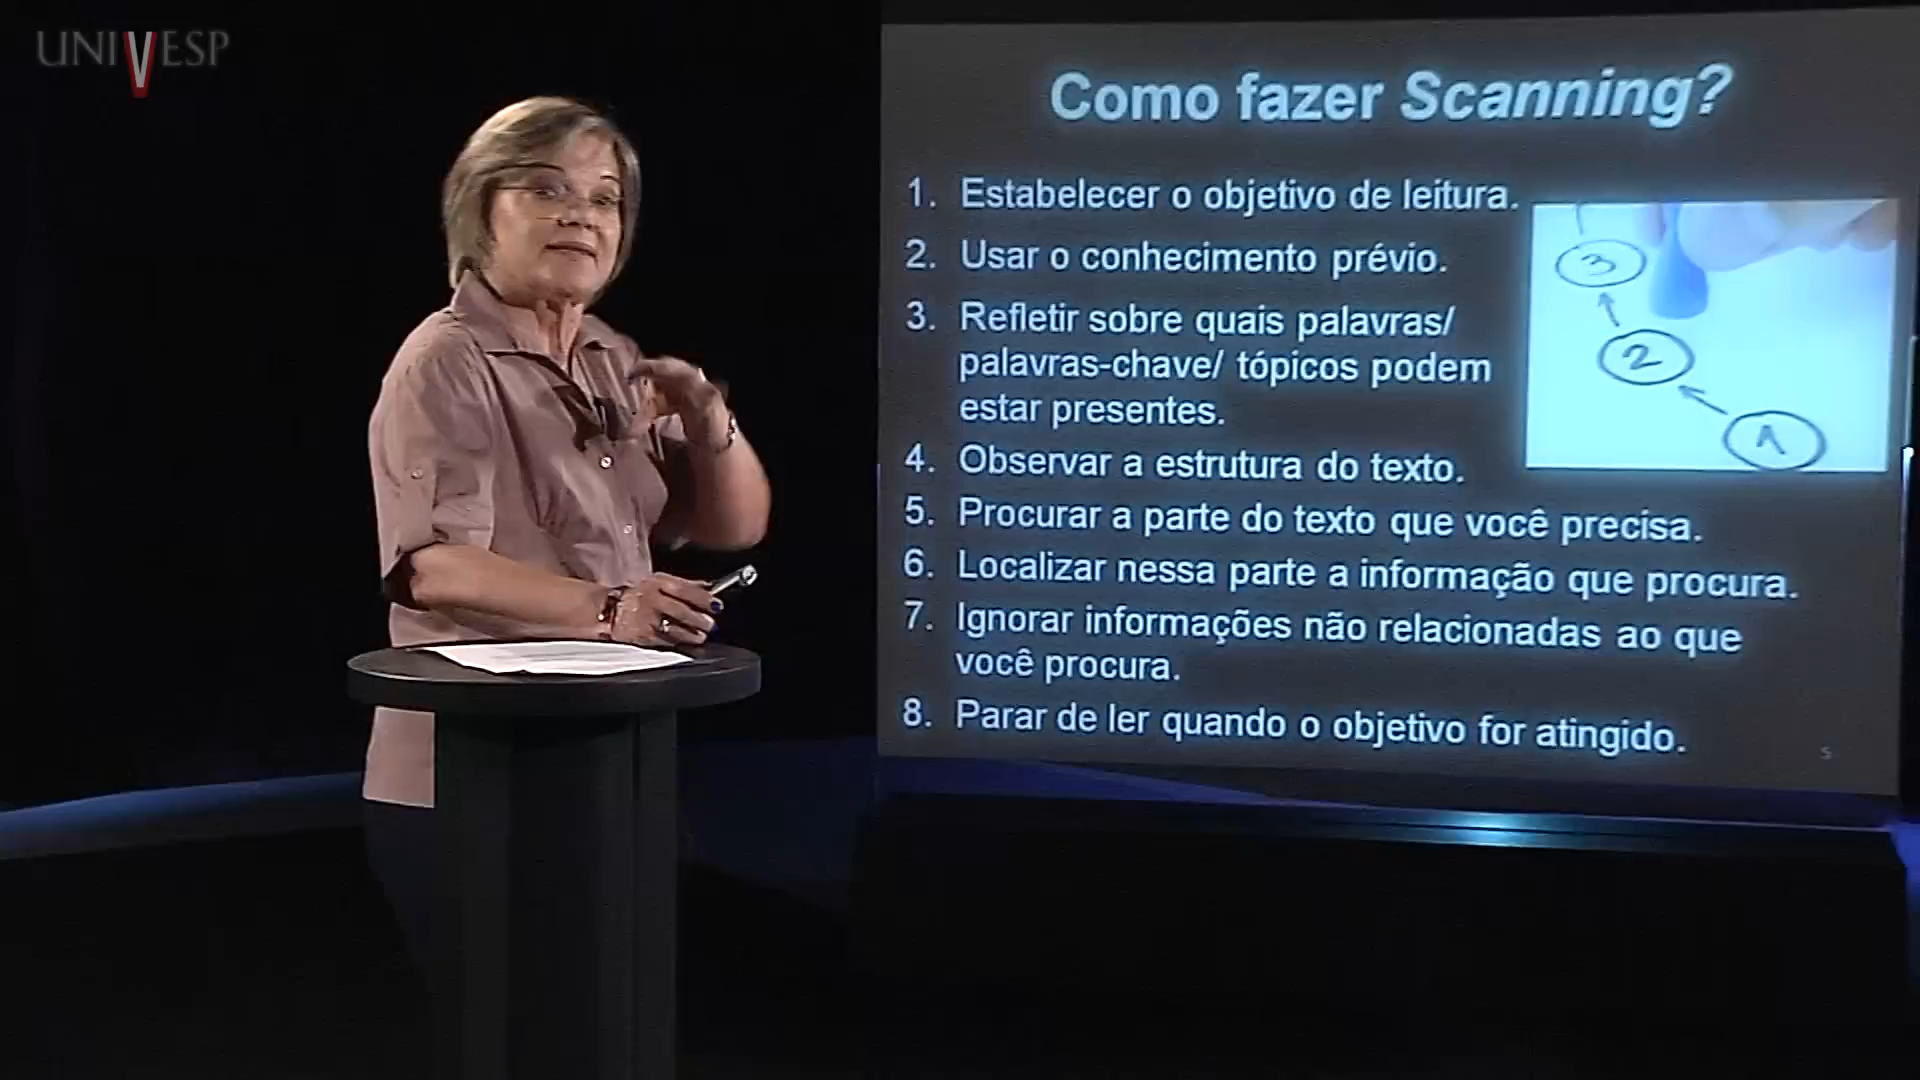 UNIVESP
Como fazer Scanning?
1. Estabelecer o objetivo de leitura.
2. Usar o conhecimento prévio.
3. Refletir sobre quais palavras/
palavras-chave/ tópicos podem
estar presentes.
4. Observar a estrutura do texto.
5. Procurar a parte do texto que você precisa.
6. Localizar nessa parte a informação que procura.
7. Ignorar informações não relacionadas ao que
você procura.
8. Parar de ler quando o objetivo for atingido.
3
2
1
5